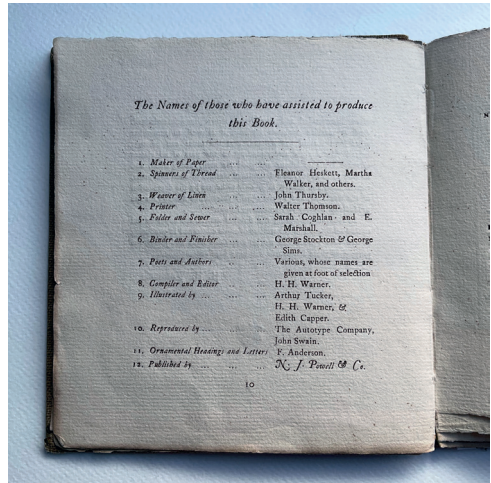 The Names of those who have assisted to produce
this Book.
1. Maker of Paper ... ... ————
2. Spinners of Thread ... ... Eleanor Heskett, Martha
Walker, and others.
3. Weaver of Linen ... ... John Thursby.
4. Printer ... ... ... Walter Thomson.
5. Folder and Sewer ... ... Sarah Coghlan and E.
Marshall.
6. Binder and Finisher ... ... George Stockton & George
Sims.
7. Poets and Authors ... ... Various, whose names are
given at foot of selection
8. Compiler and Editor ... H. H. Warner.
9. Illustrated by ... ... ... Arthur Tucker,
H. H. Warner, &
Edith Capper.
10. Reproduced by ... ... ... The Autotype Company,
John Swain.
11. Ornamental Headings and Letters F. Anderson.
12. Published by ... ... ... N. J. Powell & Co.
10
N